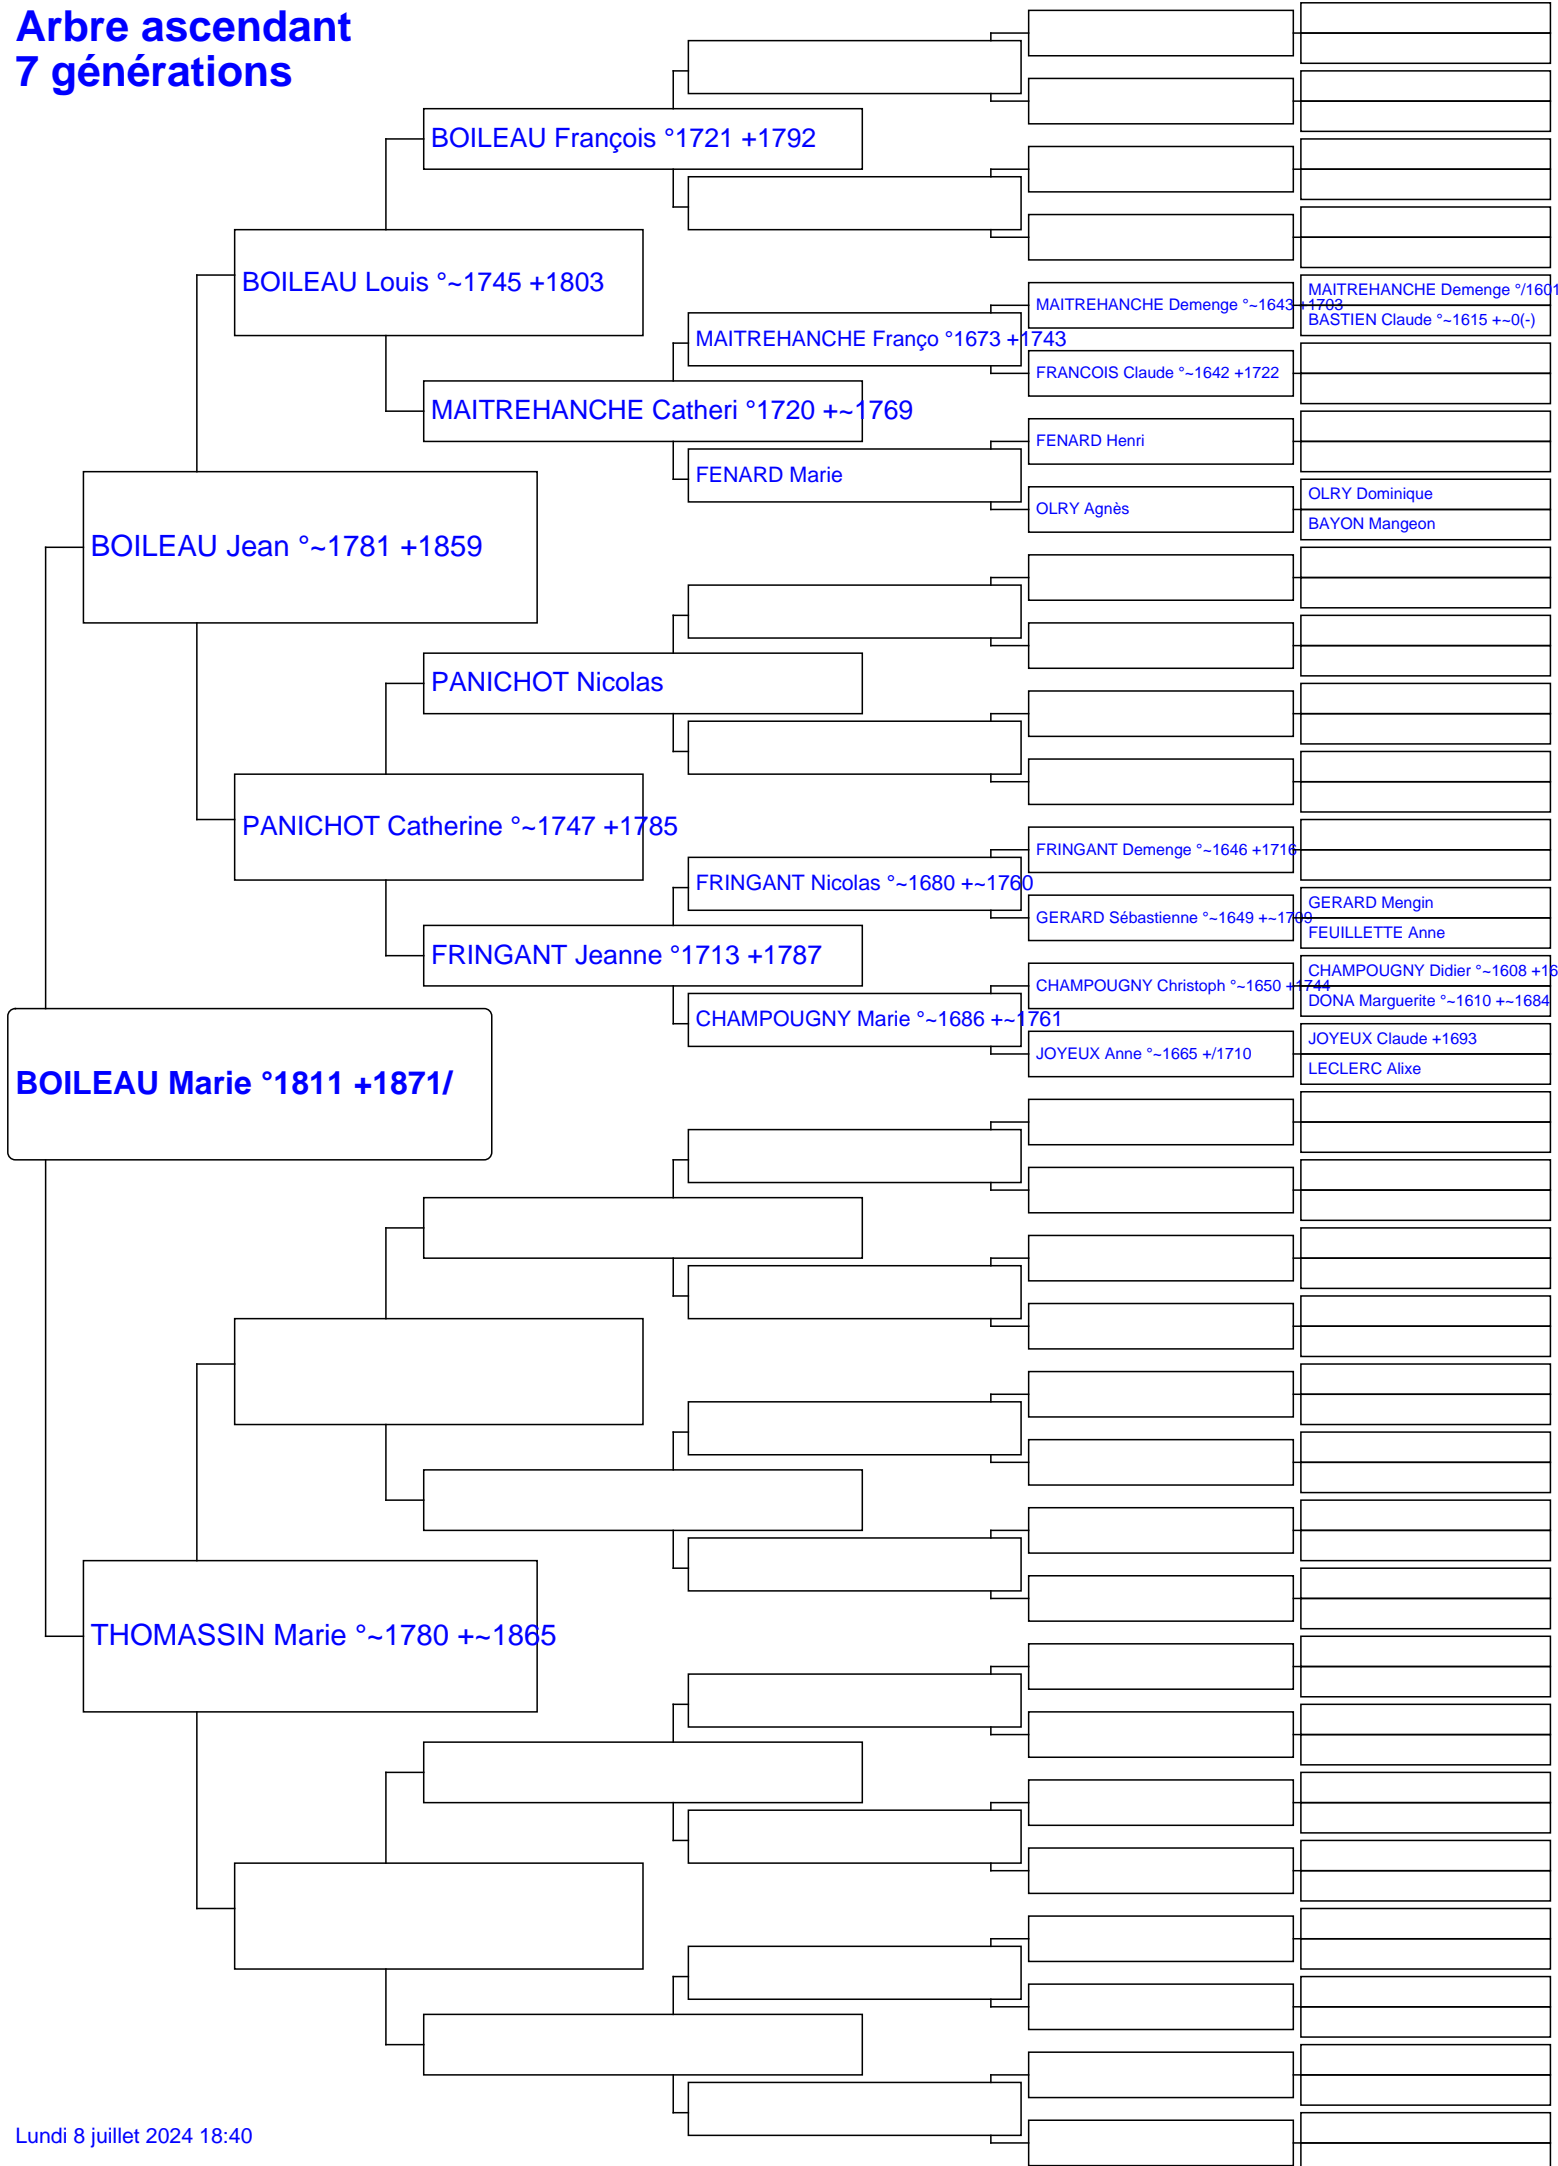 Arbre ascendant
7 générations
BOILEAU François °1721 +1792
BOILEAU Louis °~1745 +1803
MAITREHANCHE Demenge °/1601
MAITREHANCHE Demenge °~1643 +1703
BASTIEN Claude °~1615 +~0(-)
MAITREHANCHE Franço °1673 +1743
FRANCOIS Claude °~1642 +1722
MAITREHANCHE Catheri °1720 +~1769
FENARD Henri
FENARD Marie
OLRY Dominique
OLRY Agnès
BAYON Mangeon
BOILEAU Jean °~1781 +1859
PANICHOT Nicolas
PANICHOT Catherine °~1747 +1785
FRINGANT Demenge °~1646 +1716
FRINGANT Nicolas °~1680 +~1760
GERARD Mengin
GERARD Sébastienne °~1649 +~1709
FEUILLETTE Anne
FRINGANT Jeanne °1713 +1787
CHAMPOUGNY Didier °~1608 +16
CHAMPOUGNY Christoph °~1650 +1744
DONA Marguerite °~1610 +~1684
CHAMPOUGNY Marie °~1686 +~1761
JOYEUX Claude +1693
JOYEUX Anne °~1665 +/1710
LECLERC Alixe
BOILEAU Marie °1811 +1871/
THOMASSIN Marie °~1780 +~1865
Lundi 8 juillet 2024 18:40